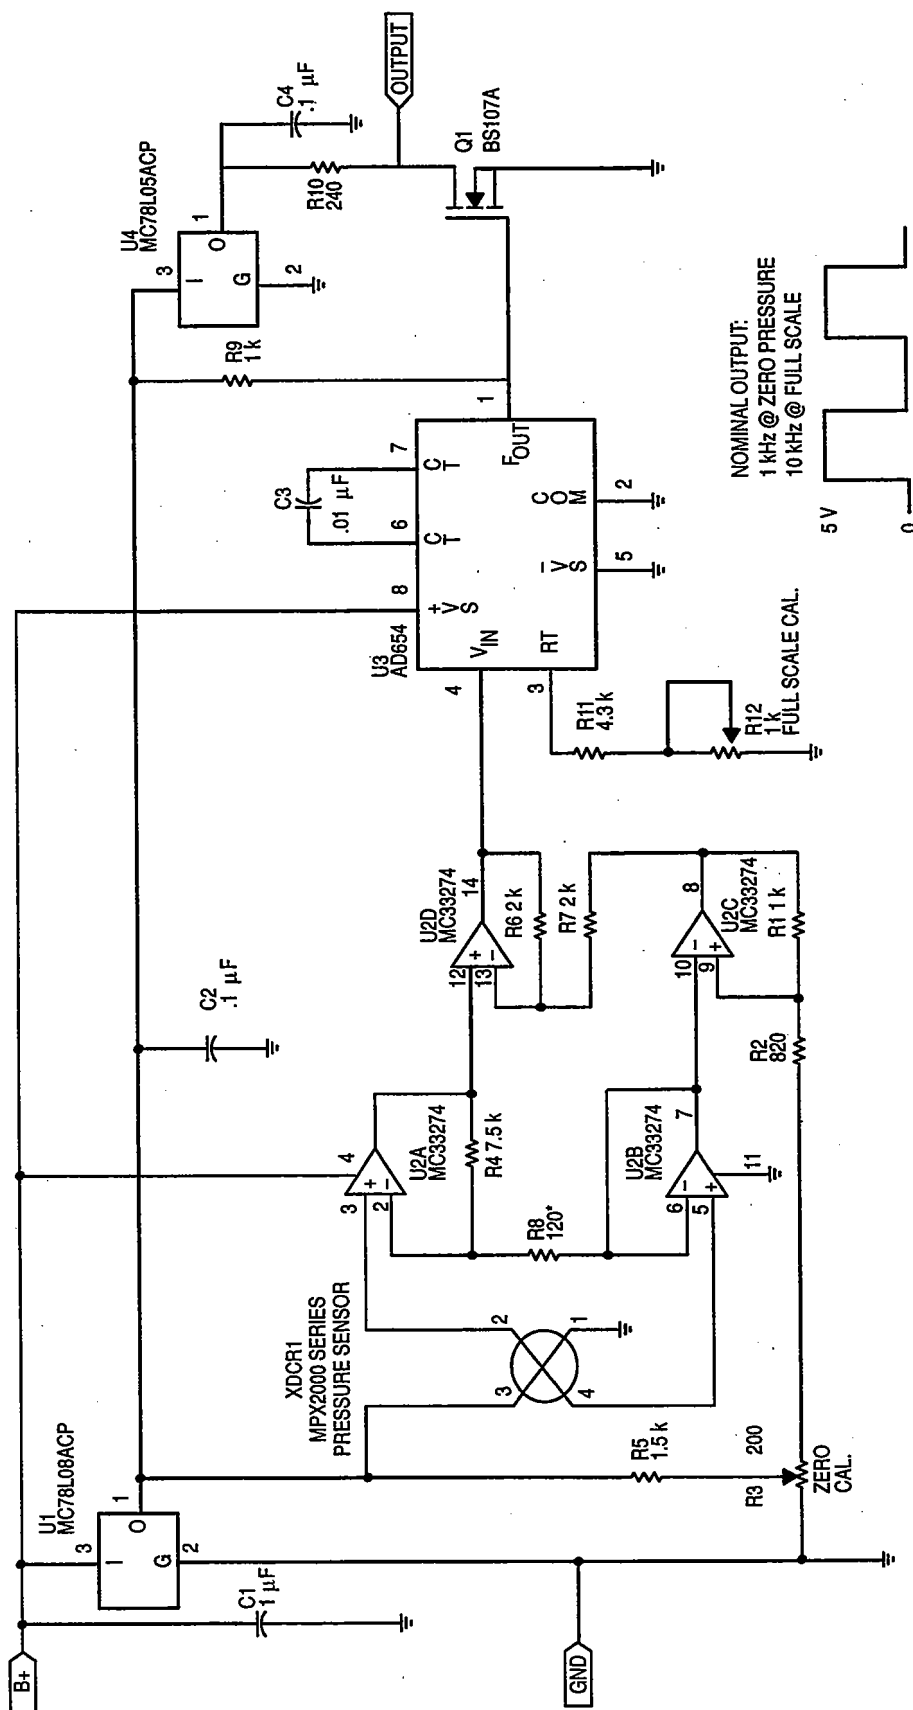 B+
C1
1 µF
U1
MC78L08ACP
3
I
O
1
G
2
GND
XDCR1
MPX2000 SERIES
PRESSURE SENSOR
3
2
4
1
R5
1.5 k
R3
200
ZERO
CAL.
C2
.1 µF
3
2
+
−
4
U2A
MC33274
R4 7.5 k
R8
120*
6
5
−
+
7
11
U2B
MC33274
R2
820
12
13
+
−
14
U2D
MC33274
R6 2 k
R7 2 k
10
9
−
+
8
U2C
MC33274
R1 1 k
U3
AD654
4
VIN
3
RT
8
+VS
6
CT
7
CT
C3
.01 µF
FOUT
1
COM
2
−VS
5
R11
4.3 k
R12
1 k
FULL SCALE CAL.
R9
1 k
U4
MC78L05ACP
3
I
O
1
G
2
C4
.1 µF
R10
240
OUTPUT
Q1
BS107A
NOMINAL OUTPUT:
1 kHz @ ZERO PRESSURE
10 kHz @ FULL SCALE
5 V
0